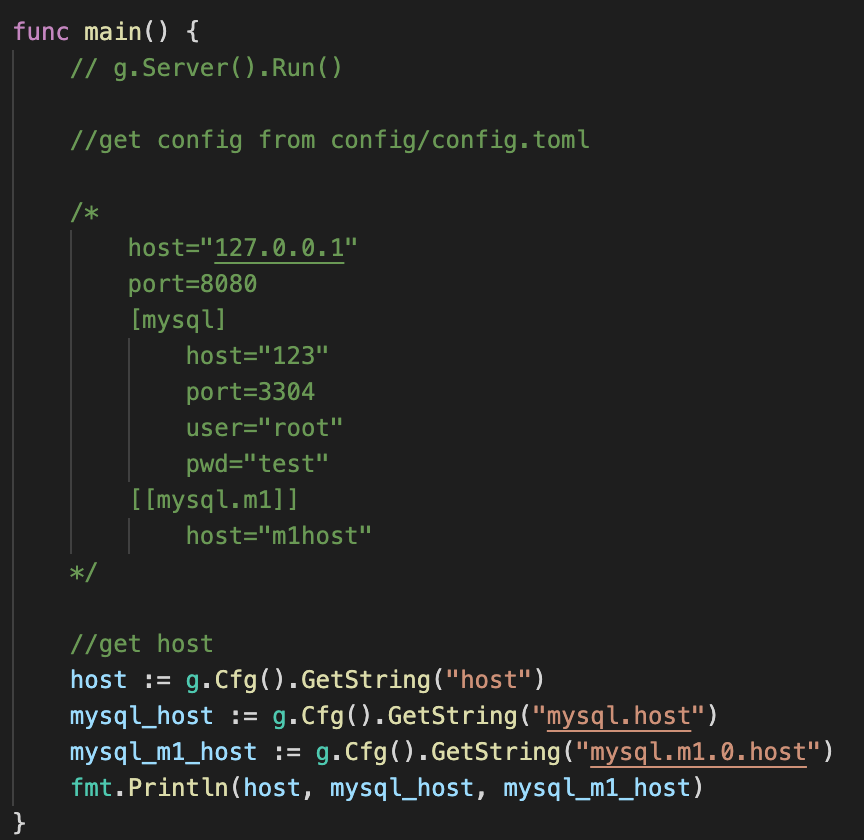 func main() {
// g.Server().Run()
//get config from config/config.toml
/*
host="127.0.0.1"
port=8080
[mysql]
host="123"
port=3304
user="root"
pwd="test"
[[mysql.m1]]
host="m1host"
*/
//get host
host := g.Cfg().GetString("host")
mysql_host := g.Cfg().GetString("mysql.host")
mysql_m1_host := g.Cfg().GetString("mysql.m1.0.host")
fmt.Println(host, mysql_host, mysql_m1_host)
}